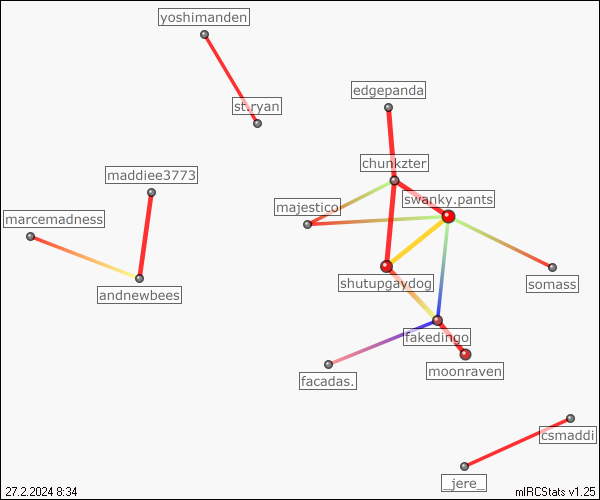 yoshimanden
edgepanda
st.ryan
chunkzter
maddiee3773
swanky.pants
majestico
marcemadness
shutupgaydog
somass
andnewbees
fakedingo
moonraven
facadas.
csmaddi
_jere_
27.2.2024 8:34
mIRCStats v1.25